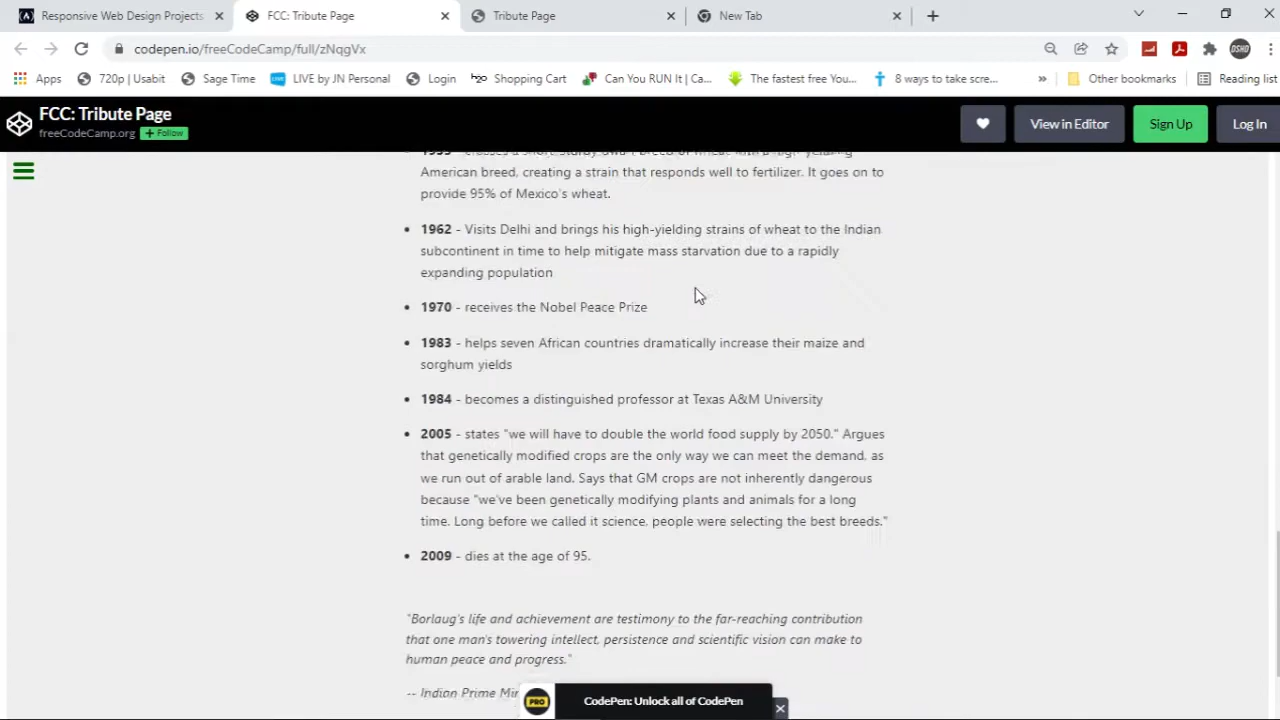 Responsive Web Design Projects
FCC: Tribute Page
Tribute Page
New Tab
codepen.io/freeCodeCamp/full/zNqgVx
OSHO
Apps
720p | Usabit
Sage Time
LIVE by JN Personal
Login
Shopping Cart
Can You RUN It | Ca...
The fastest free You...
8 ways to take scre...
»
Other bookmarks
Reading list
FCC: Tribute Page
freeCodeCamp.org + Follow
View in Editor
Sign Up
Log In
American breed, creating a strain that responds well to fertilizer. It goes on to
provide 95% of Mexico's wheat.
1962 - Visits Delhi and brings his high-yielding strains of wheat to the Indian
subcontinent in time to help mitigate mass starvation due to a rapidly
expanding population
1970 - receives the Nobel Peace Prize
1983 - helps seven African countries dramatically increase their maize and
sorghum yields
1984 - becomes a distinguished professor at Texas A&M University
2005 - states "we will have to double the world food supply by 2050." Argues
that genetically modified crops are the only way we can meet the demand, as
we run out of arable land. Says that GM crops are not inherently dangerous
because "we've been genetically modifying plants and animals for a long
time. Long before we called it science, people were selecting the best breeds."
2009 - dies at the age of 95.
"Borlaug's life and achievement are testimony to the far-reaching contribution
that one man's towering intellect, persistence and scientific vision can make to
human peace and progress."
-- Indian Prime
PRO
CodePen: Unlock all of CodePen